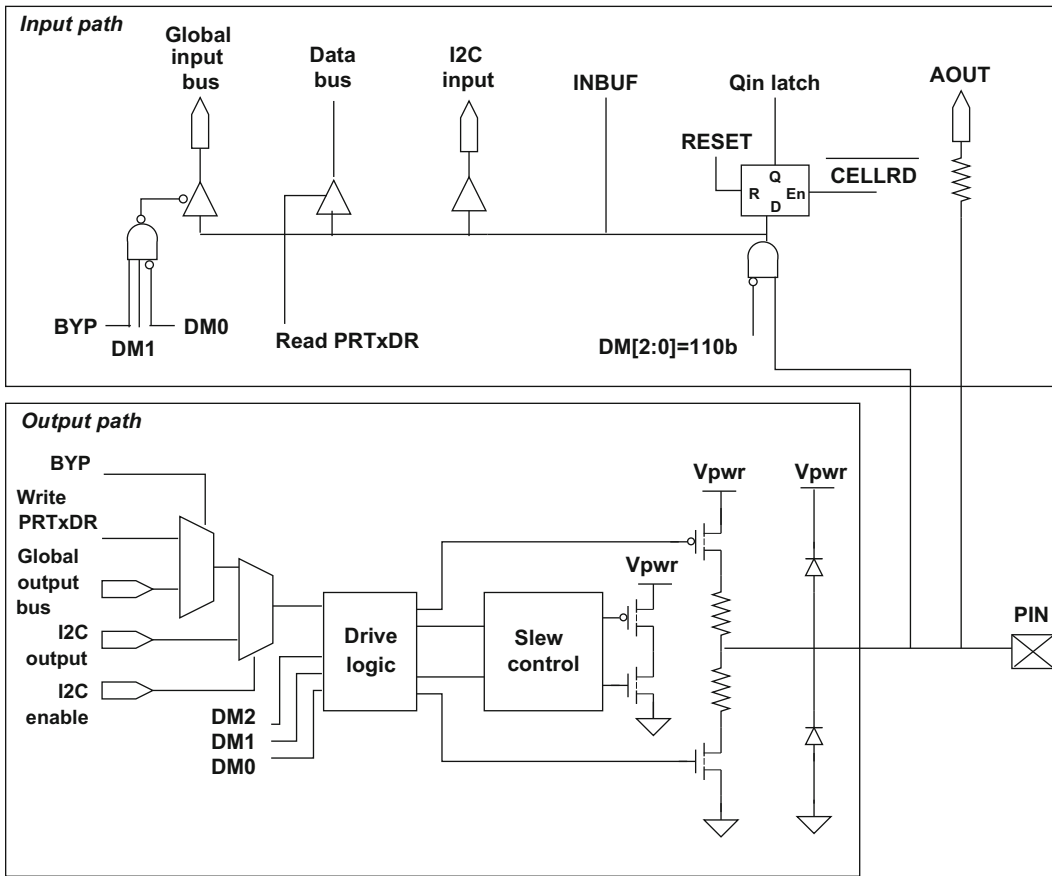 Input path
Global
input
bus
Data
bus
I2C
input
INBUF
Qin latch
AOUT
RESET
CELLRD
Q
R
En
D
BYP
DM1
DM0
Read PRTxDR
DM[2:0]=110b
Output path
BYP
Write
PRTxDR
Global
output
bus
I2C
output
I2C
enable
DM2
DM1
DM0
Drive
logic
Slew
control
Vpwr
Vpwr
Vpwr
PIN